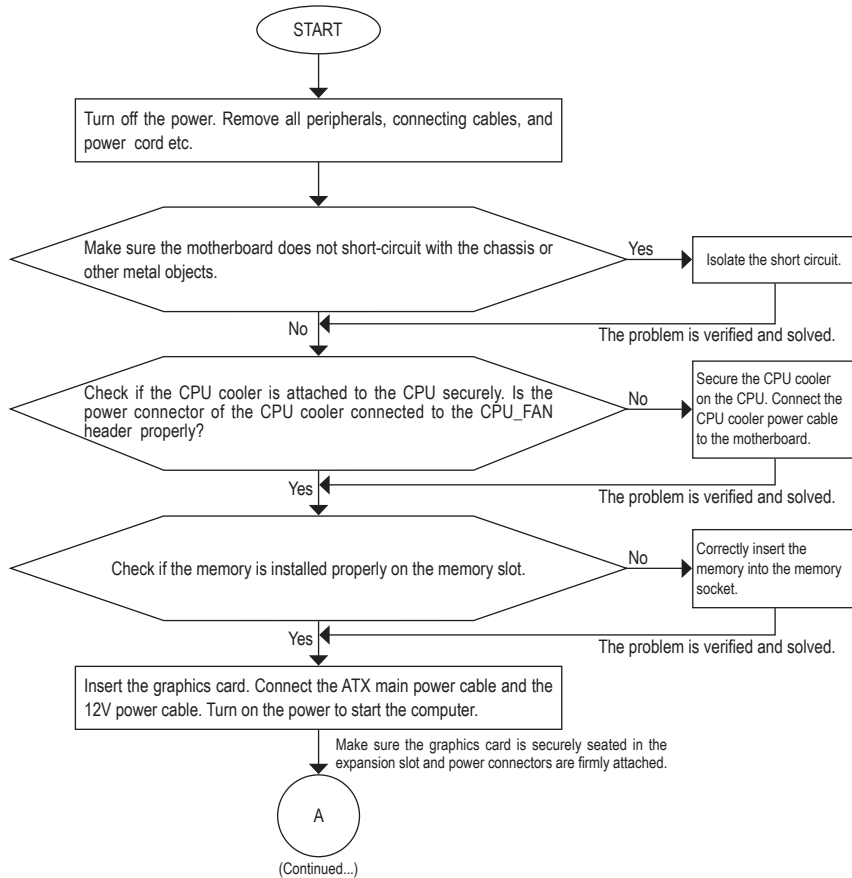 START
Turn off the power. Remove all peripherals, connecting cables, and
power cord etc.
Make sure the motherboard does not short-circuit with the chassis or
other metal objects.
Yes
Isolate the short circuit.
No
The problem is verified and solved.
Check if the CPU cooler is attached to the CPU securely. Is the
power connector of the CPU cooler connected to the CPU_FAN
header properly?
No
Secure the CPU cooler
on the CPU. Connect the
CPU cooler power cable
to the motherboard.
Yes
The problem is verified and solved.
Check if the memory is installed properly on the memory slot.
No
Correctly insert the
memory into the memory
socket.
Yes
The problem is verified and solved.
Insert the graphics card. Connect the ATX main power cable and the
12V power cable. Turn on the power to start the computer.
Make sure the graphics card is securely seated in the
expansion slot and power connectors are firmly attached.
A
(Continued...)